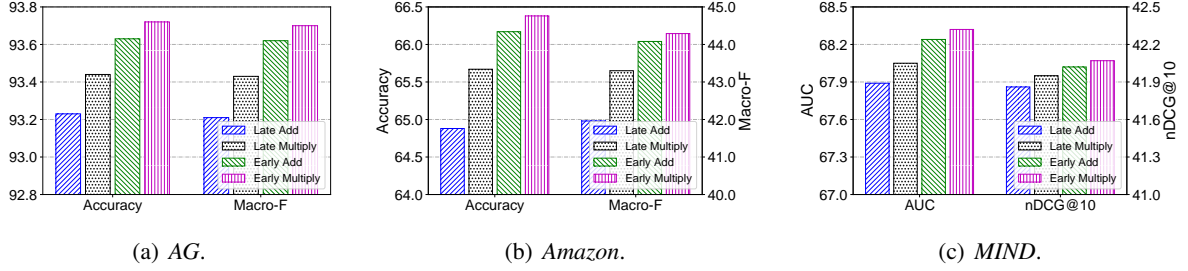 93.8
93.6
93.4
93.2
93.0
92.8
Late Add
Late Multiply
Early Add
Early Multiply
Accuracy Macro-F
(a) AG.
Accuracy
66.5
66.0
65.5
65.0
64.5
64.0
Late Add
Late Multiply
Early Add
Early Multiply
Accuracy Macro-F
45.0
44.0
43.0
42.0
41.0
40.0
Macro-F
(b) Amazon.
AUC
68.5
68.2
67.9
67.6
67.3
67.0
Late Add
Late Multiply
Early Add
Early Multiply
AUC nDCG@10
42.5
42.2
41.9
41.6
41.3
41.0
nDCG@10
(c) MIND.